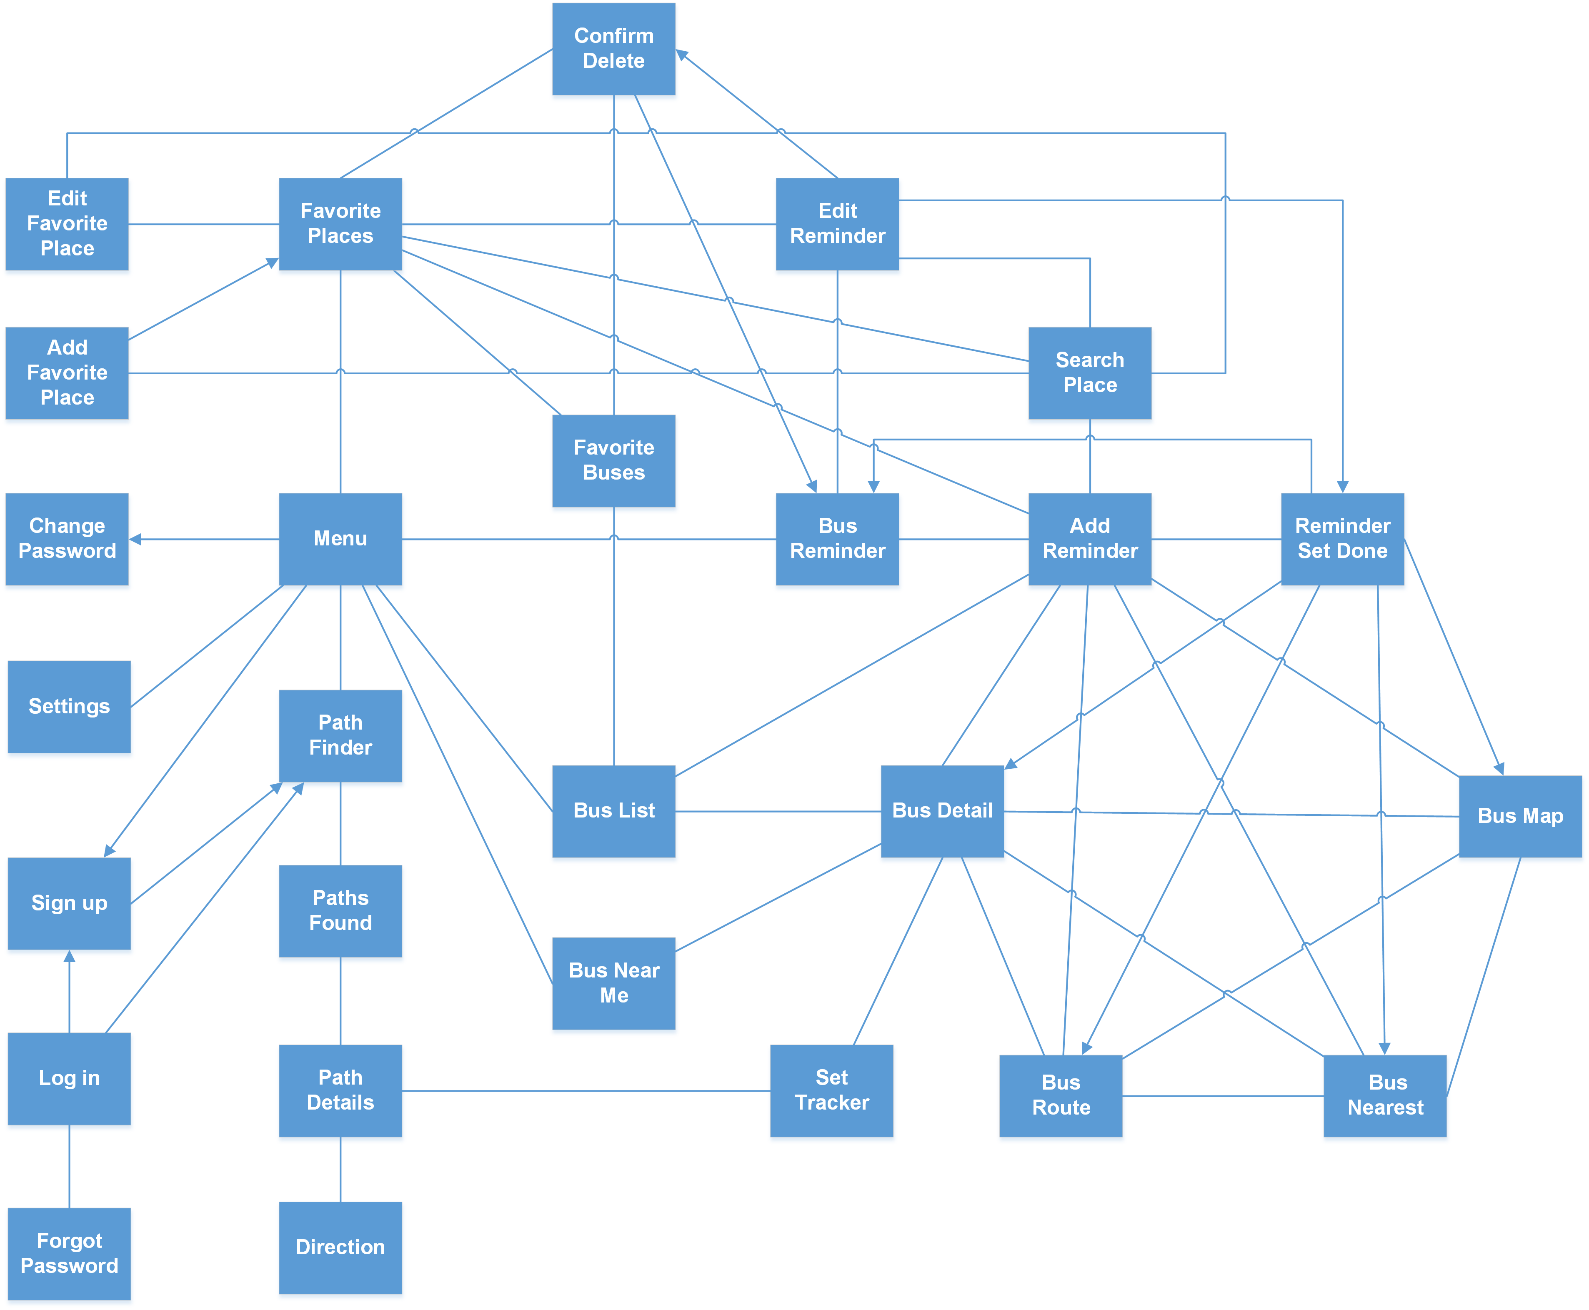 Confirm
Delete
Edit
Favorite
Place
Favorite
Places
Edit
Reminder
Add
Favorite
Place
Search
Place
Favorite
Buses
Change
Password
Menu
Bus
Reminder
Add
Reminder
Reminder
Set Done
Settings
Path
Finder
Bus List
Bus Detail
Bus Map
Sign up
Paths
Found
Bus Near
Me
Log in
Path
Details
Set
Tracker
Bus
Route
Bus
Nearest
Forgot
Password
Direction